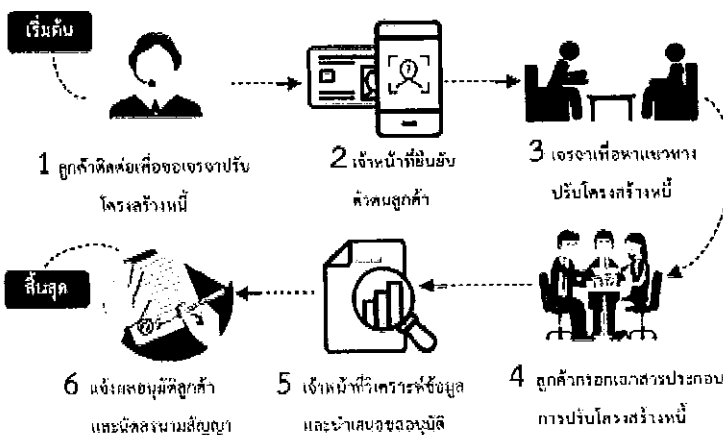 เริ่มต้น
1 ลูกค้าติดต่อเพื่อขอเจรจาปรับ
โครงสร้างหนี้
2 เจ้าหน้าที่ยืนยัน
ตัวตนลูกค้า
3 เจรจาเพื่อหาแนวทาง
ปรับโครงสร้างหนี้
4 ลูกค้ากรอกเอกสารประกอบ
การปรับโครงสร้างหนี้
5 เจ้าหน้าที่วิเคราะห์ข้อมูล
และนำเสนอขออนุมัติ
6 แจ้งผลอนุมัติลูกค้า
และนัดลงนามสัญญา
สิ้นสุด